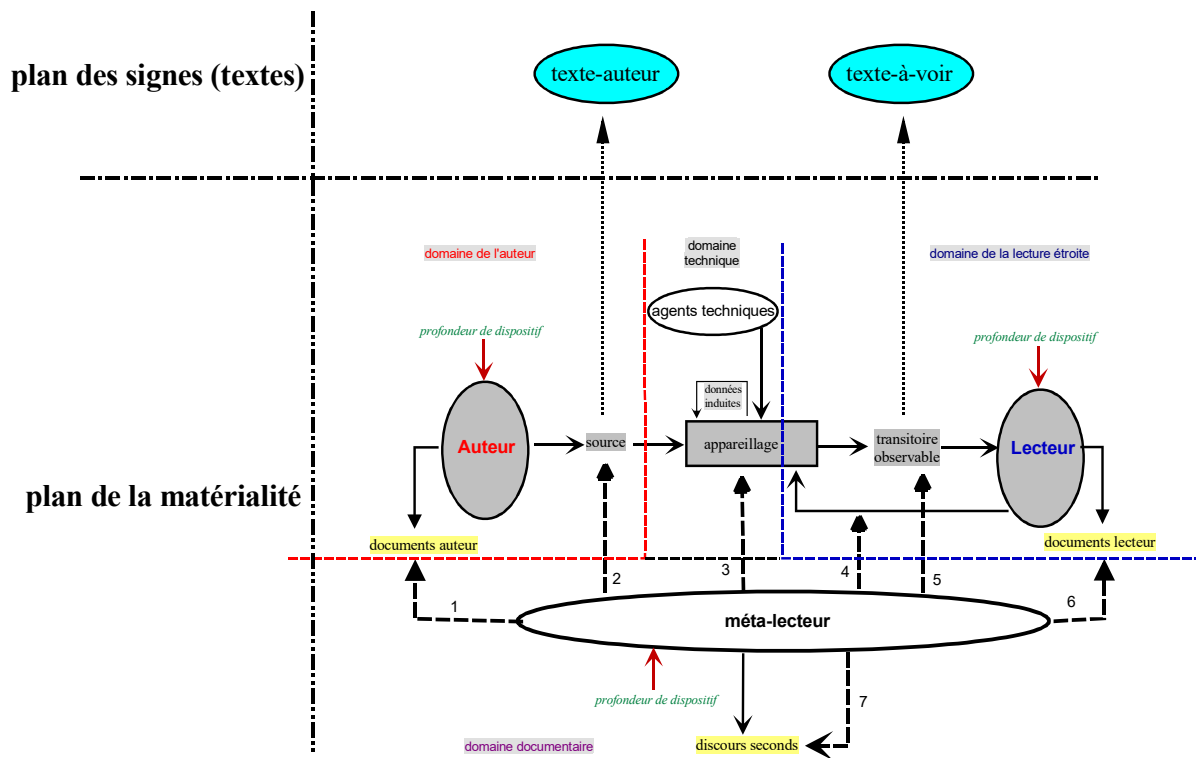 plan des signes (textes)
texte-auteur
texte-à-voir
domaine de l'auteur
domaine
technique
domaine de la lecture étroite
agents techniques
profondeur de dispositif
profondeur de dispositif
données
induites
Auteur
source
appareillage
transitoire
observable
Lecteur
plan de la matérialité
documents auteur
documents lecteur
1
2
3
4
5
6
méta-lecteur
profondeur de dispositif
7
domaine documentaire
discours seconds